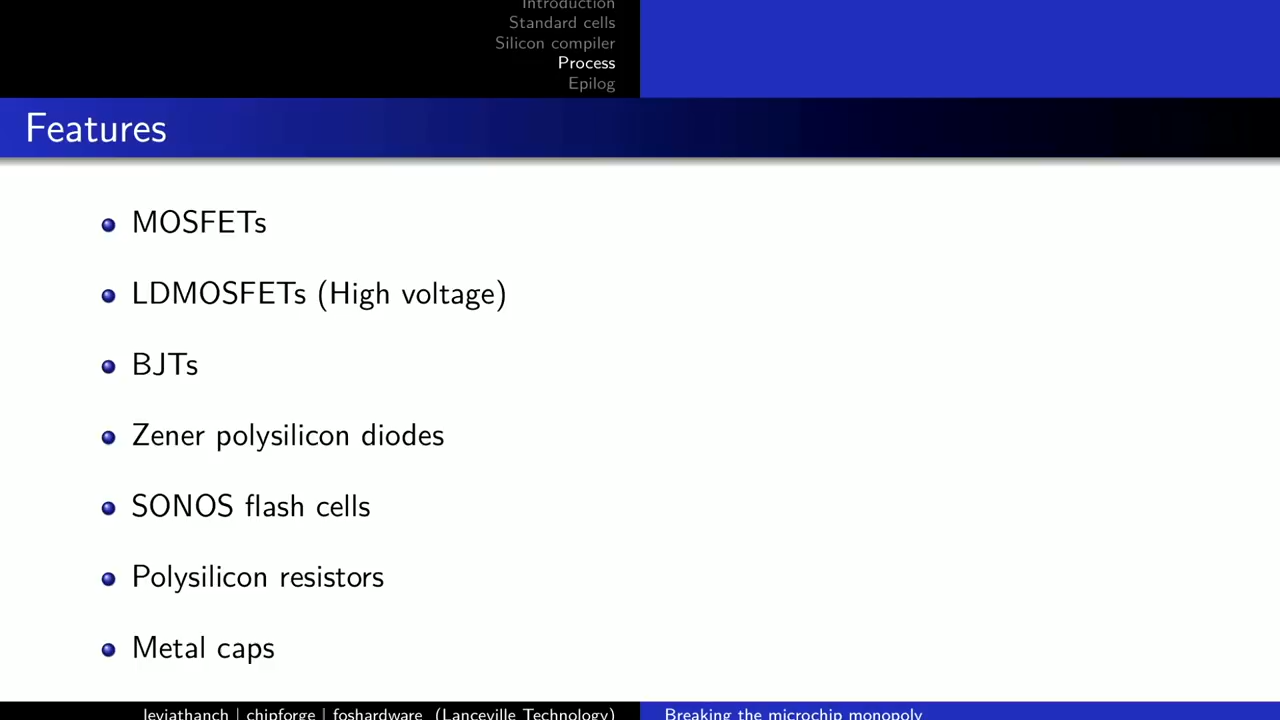 Introduction
Standard cells
Silicon compiler
Process
Epilog
Features
MOSFETs
LDMOSFETs (High voltage)
BJTs
Zener polysilicon diodes
SONOS flash cells
Polysilicon resistors
Metal caps
leviathanch | chipforge | foshardware (Lanceville Technology)
Breaking the microchip monopoly